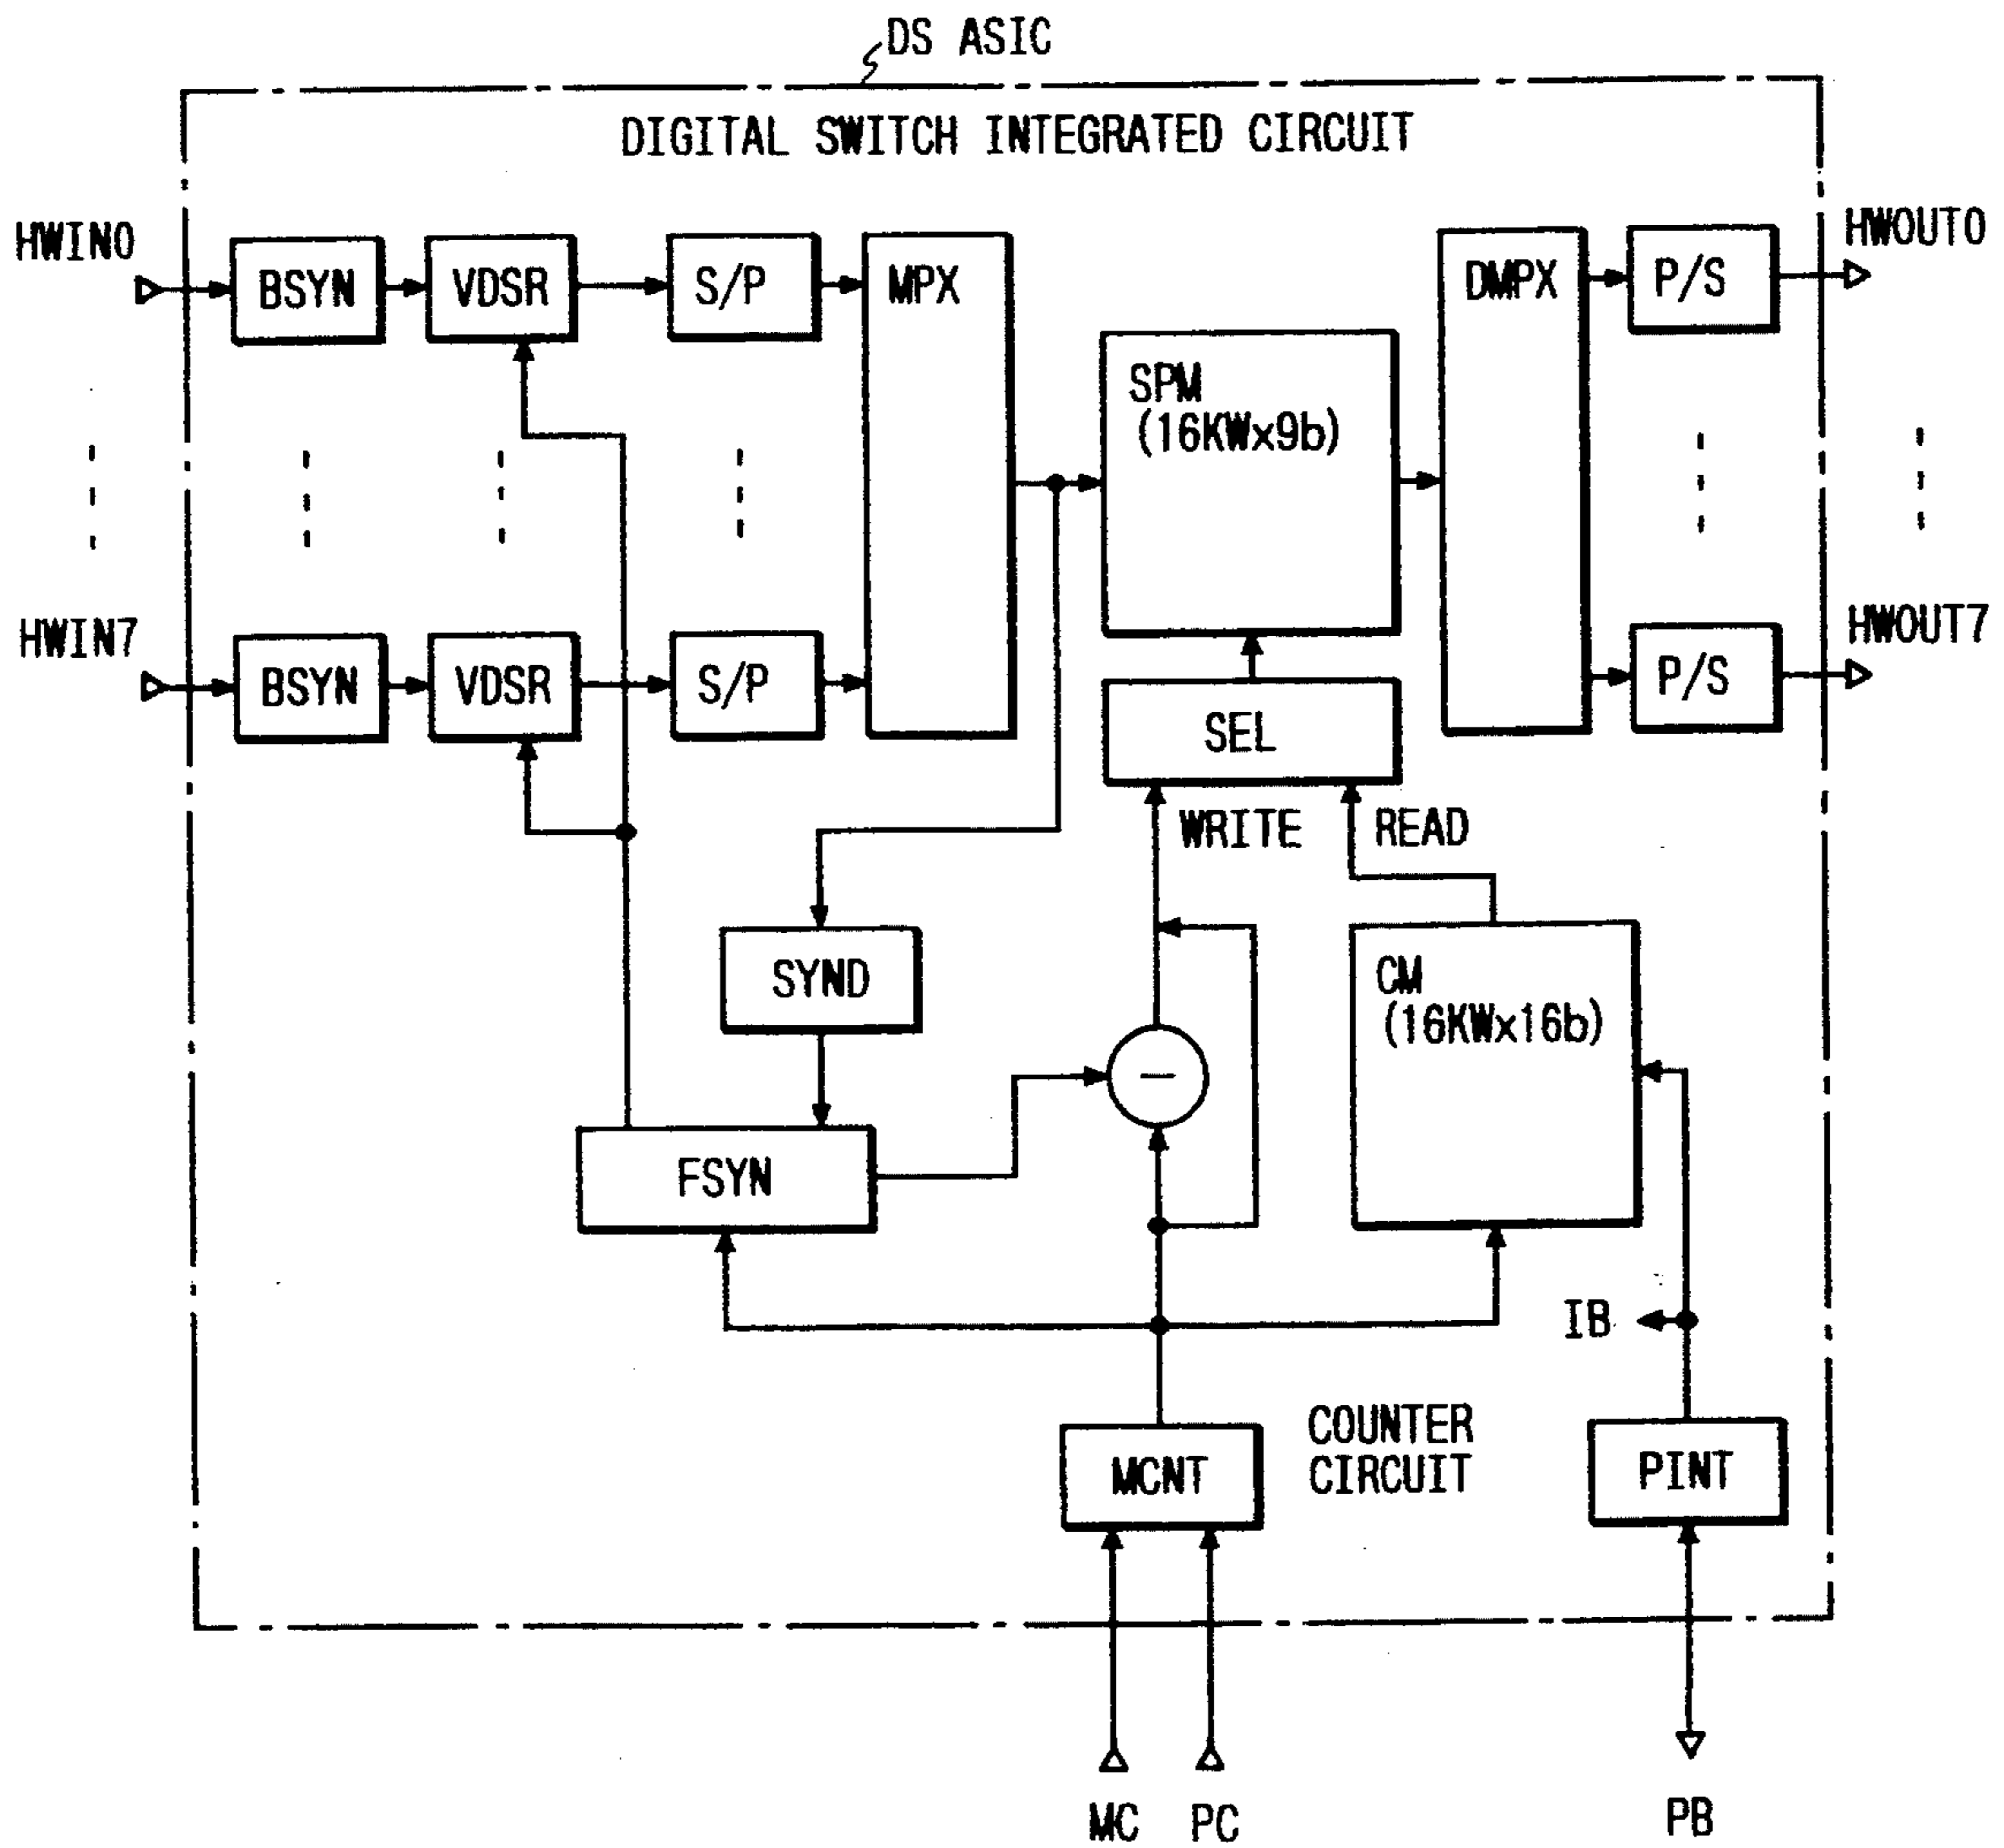 DS ASIC
DIGITAL SWITCH INTEGRATED CIRCUIT
HWIN0
BSYN
VDSR
S/P
MPX
DMPX
P/S
HWOUT0
SPM
(16KWx9b)
HWIN7
BSYN
VDSR
S/P
SEL
P/S
HWOUT7
WRITE
READ
SYND
CM
(16KWx16b)
—
FSYN
IB
MCNT
COUNTER
CIRCUIT
PINT
MC
PC
PB